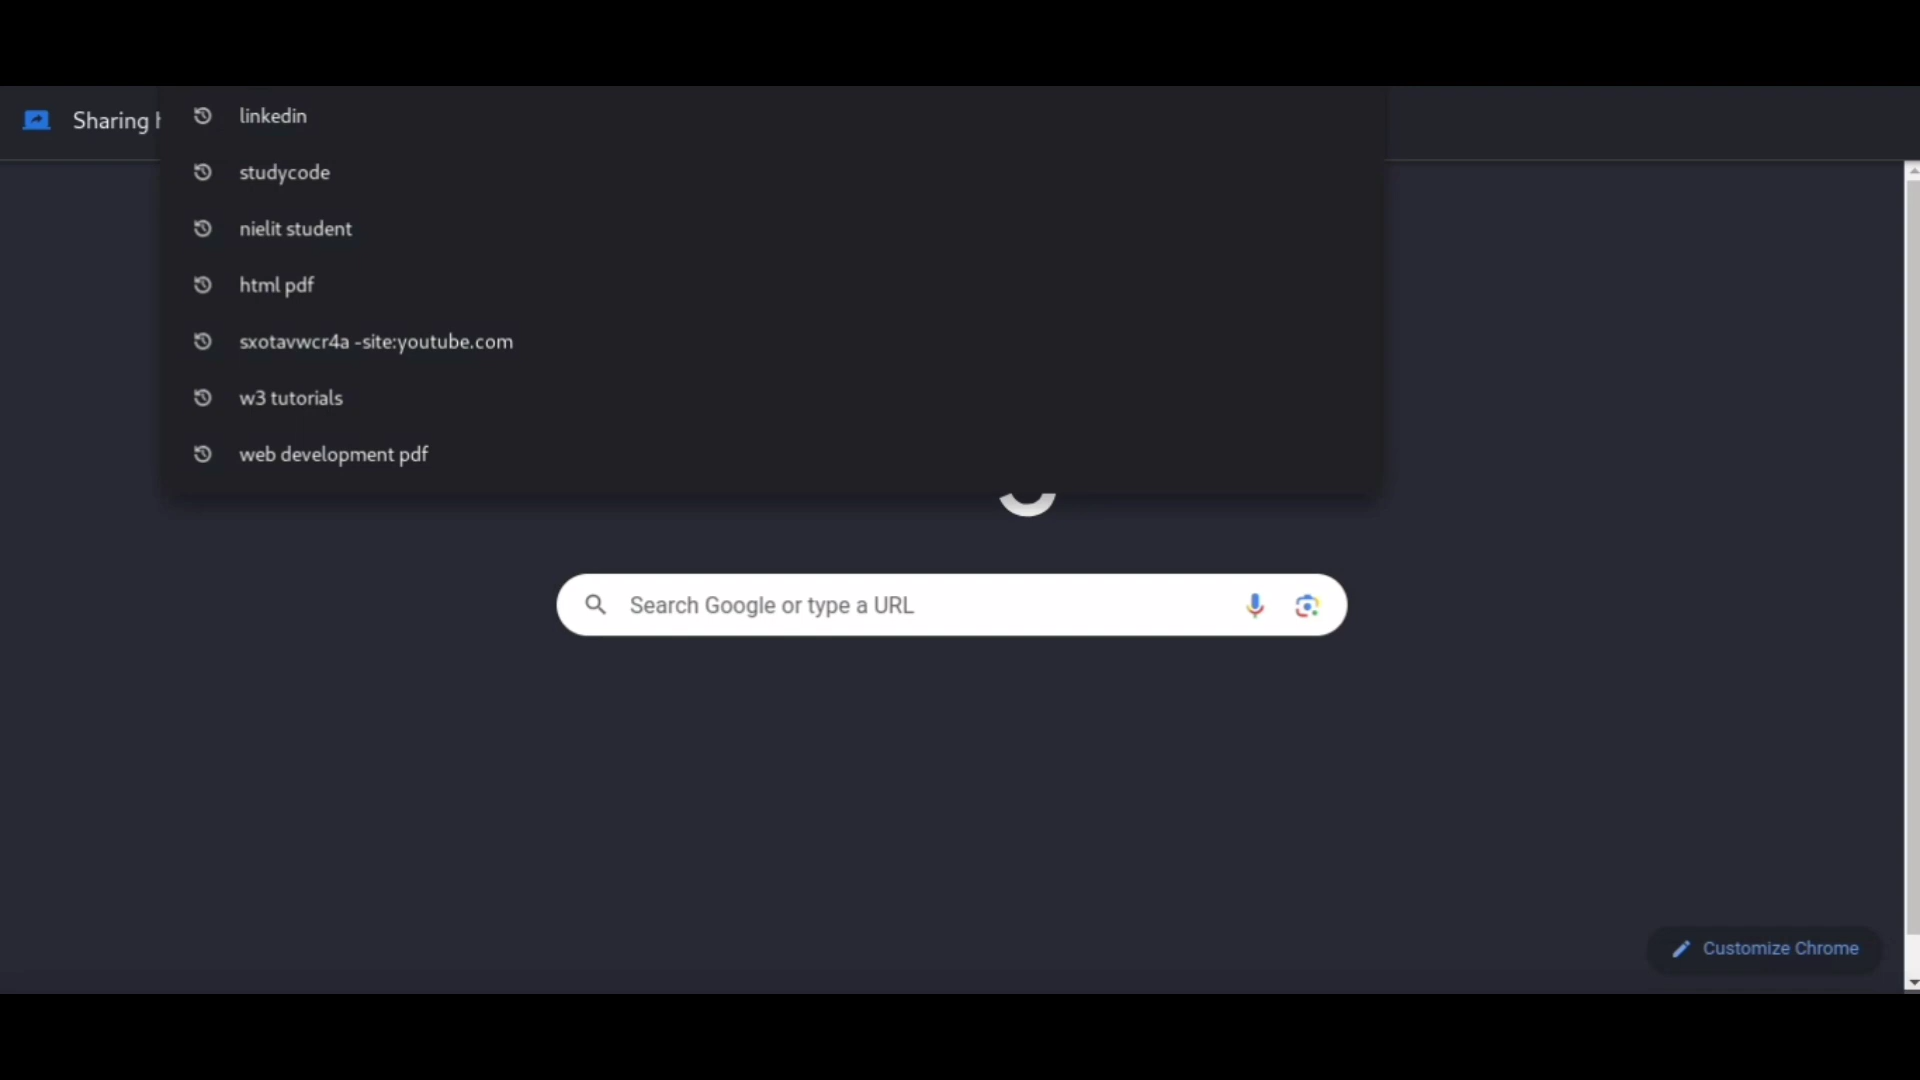 Sharing
linkedin
studycode
nielit student
html pdf
sxotavwcr4a -site:youtube.com
w3 tutorials
web development pdf
Search Google or type a URL
Customize Chrome